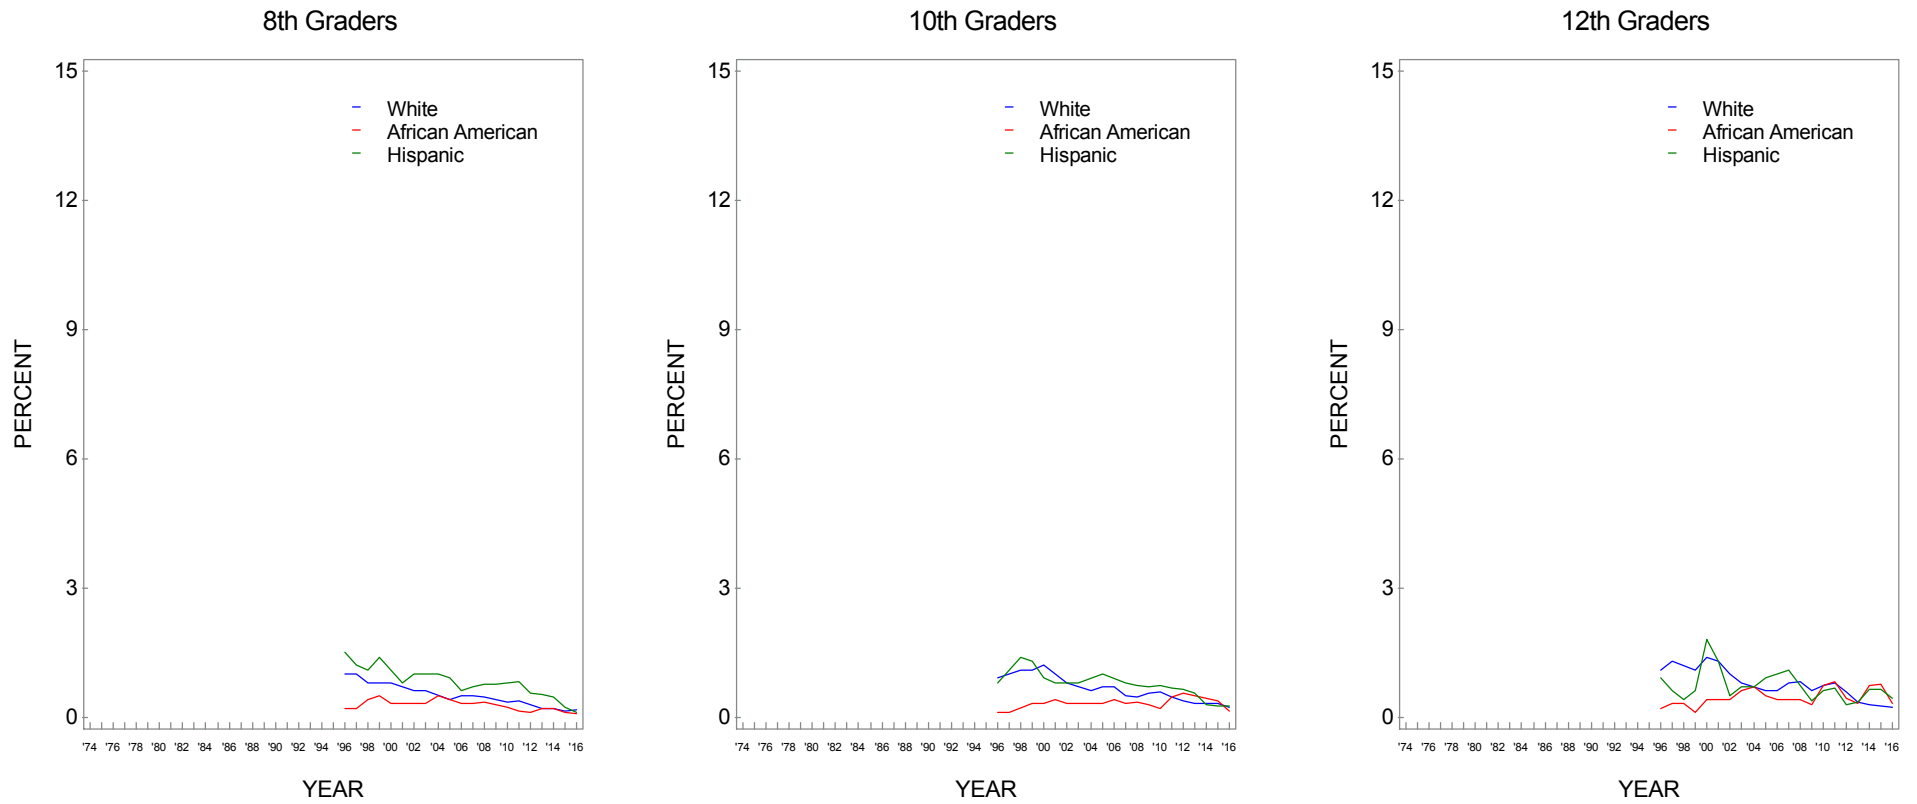 8th Graders
15
12
9
6
3
0
PERCENT
White
African American
Hispanic
'74 '76 '78 '80 '82 '84 '86 '88 '90 '92 '94 '96 '98 '00 '02 '04 '06 '08 '10 '12 '14 '16
YEAR
10th Graders
15
12
9
6
3
0
PERCENT
White
African American
Hispanic
'74 '76 '78 '80 '82 '84 '86 '88 '90 '92 '94 '96 '98 '00 '02 '04 '06 '08 '10 '12 '14 '16
YEAR
12th Graders
15
12
9
6
3
0
PERCENT
White
African American
Hispanic
'74 '76 '78 '80 '82 '84 '86 '88 '90 '92 '94 '96 '98 '00 '02 '04 '06 '08 '10 '12 '14 '16
YEAR